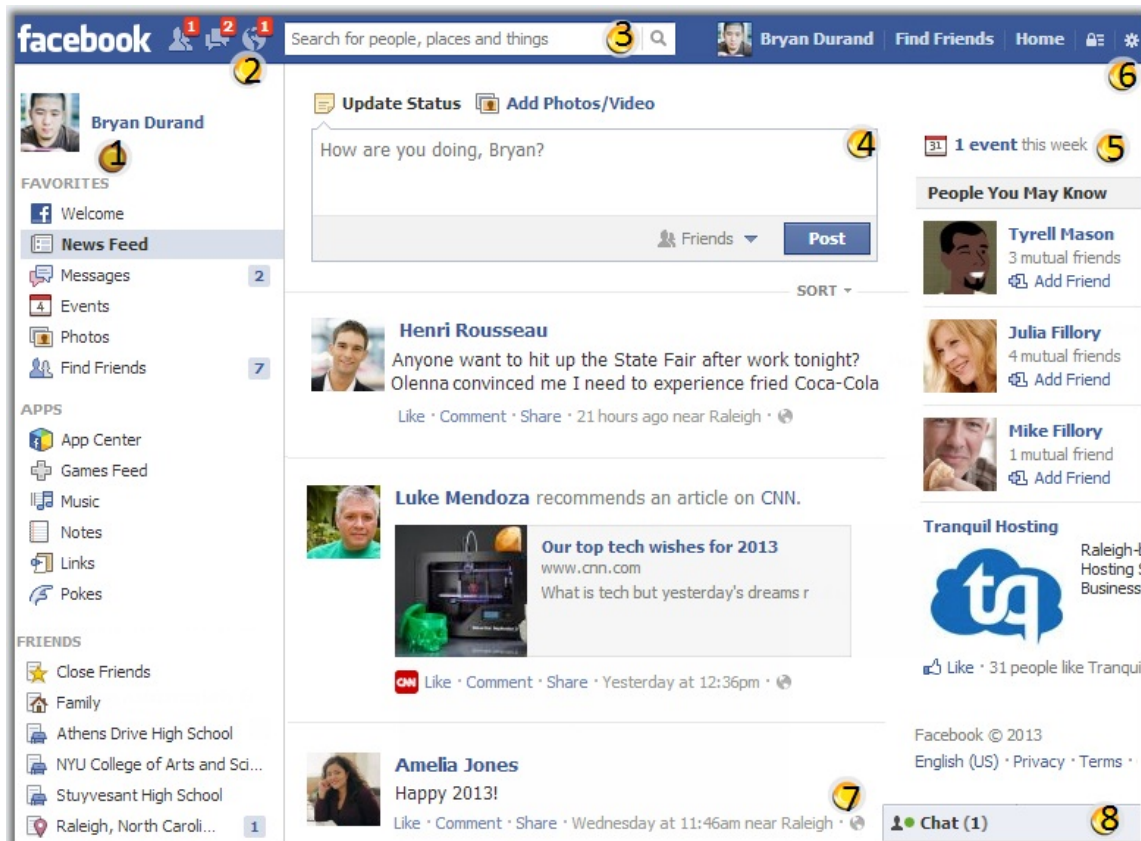 facebook
1
2
1
Search for people, places and things
3
Bryan Durand
Find Friends
Home
2
6
Bryan Durand
1
FAVORITES
Welcome
News Feed
Messages
2
4
Events
Photos
Find Friends
7
APPS
App Center
Games Feed
Music
Notes
Links
Pokes
FRIENDS
Close Friends
Family
Athens Drive High School
NYU College of Arts and Sci...
Stuyvesant High School
Raleigh, North Caroli...
1
Update Status
Add Photos/Video
How are you doing, Bryan?
4
Friends
Post
SORT
Henri Rousseau
Anyone want to hit up the State Fair after work tonight?
Olenna convinced me I need to experience fried Coca-Cola
Like · Comment · Share · 21 hours ago near Raleigh ·
Luke Mendoza recommends an article on CNN.
Our top tech wishes for 2013
www.cnn.com
What is tech but yesterday's dreams r
CNN Like · Comment · Share · Yesterday at 12:36pm ·
Amelia Jones
Happy 2013!
7
Like · Comment · Share · Wednesday at 11:46am near Raleigh ·
31 1 event this week
5
People You May Know
Tyrell Mason
3 mutual friends
Add Friend
Julia Fillory
4 mutual friends
Add Friend
Mike Fillory
1 mutual friend
Add Friend
Tranquil Hosting
tq
Raleigh-b
Hosting S
Business
Like · 31 people like Tranqui
Facebook © 2013
English (US) · Privacy · Terms ·
Chat (1)
8